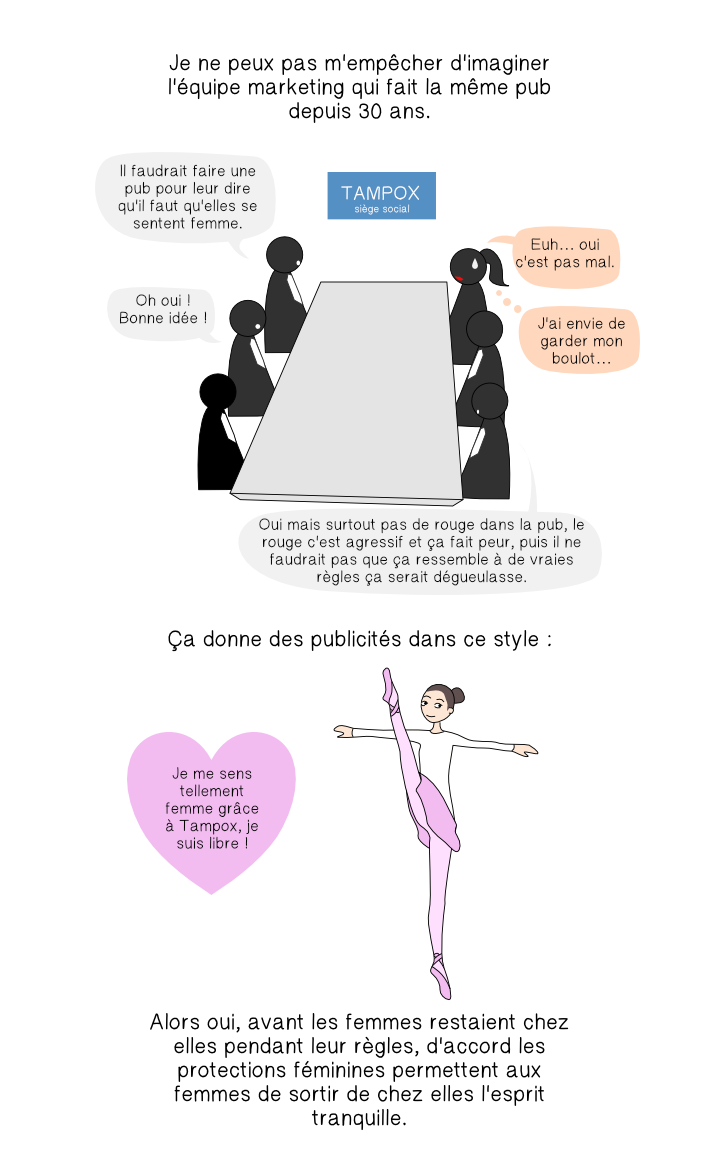 Je ne peux pas m'empêcher d'imaginer
l'équipe marketing qui fait la même pub
depuis 30 ans.
Il faudrait faire une
pub pour leur dire
qu'il faut qu'elles se
sentent femme.
TAMPOX
siège social
Euh... oui
c'est pas mal.
Oh oui !
Bonne idée !
J'ai envie de
garder mon
boulot...
Oui mais surtout pas de rouge dans la pub, le
rouge c'est agressif et ça fait peur, puis il ne
faudrait pas que ça ressemble à de vraies
règles ça serait dégueulasse.
Ça donne des publicités dans ce style :
Je me sens
tellement
femme grâce
à Tampox, je
suis libre !
Alors oui, avant les femmes restaient chez
elles pendant leur règles, d'accord les
protections féminines permettent aux
femmes de sortir de chez elles l'esprit
tranquille.